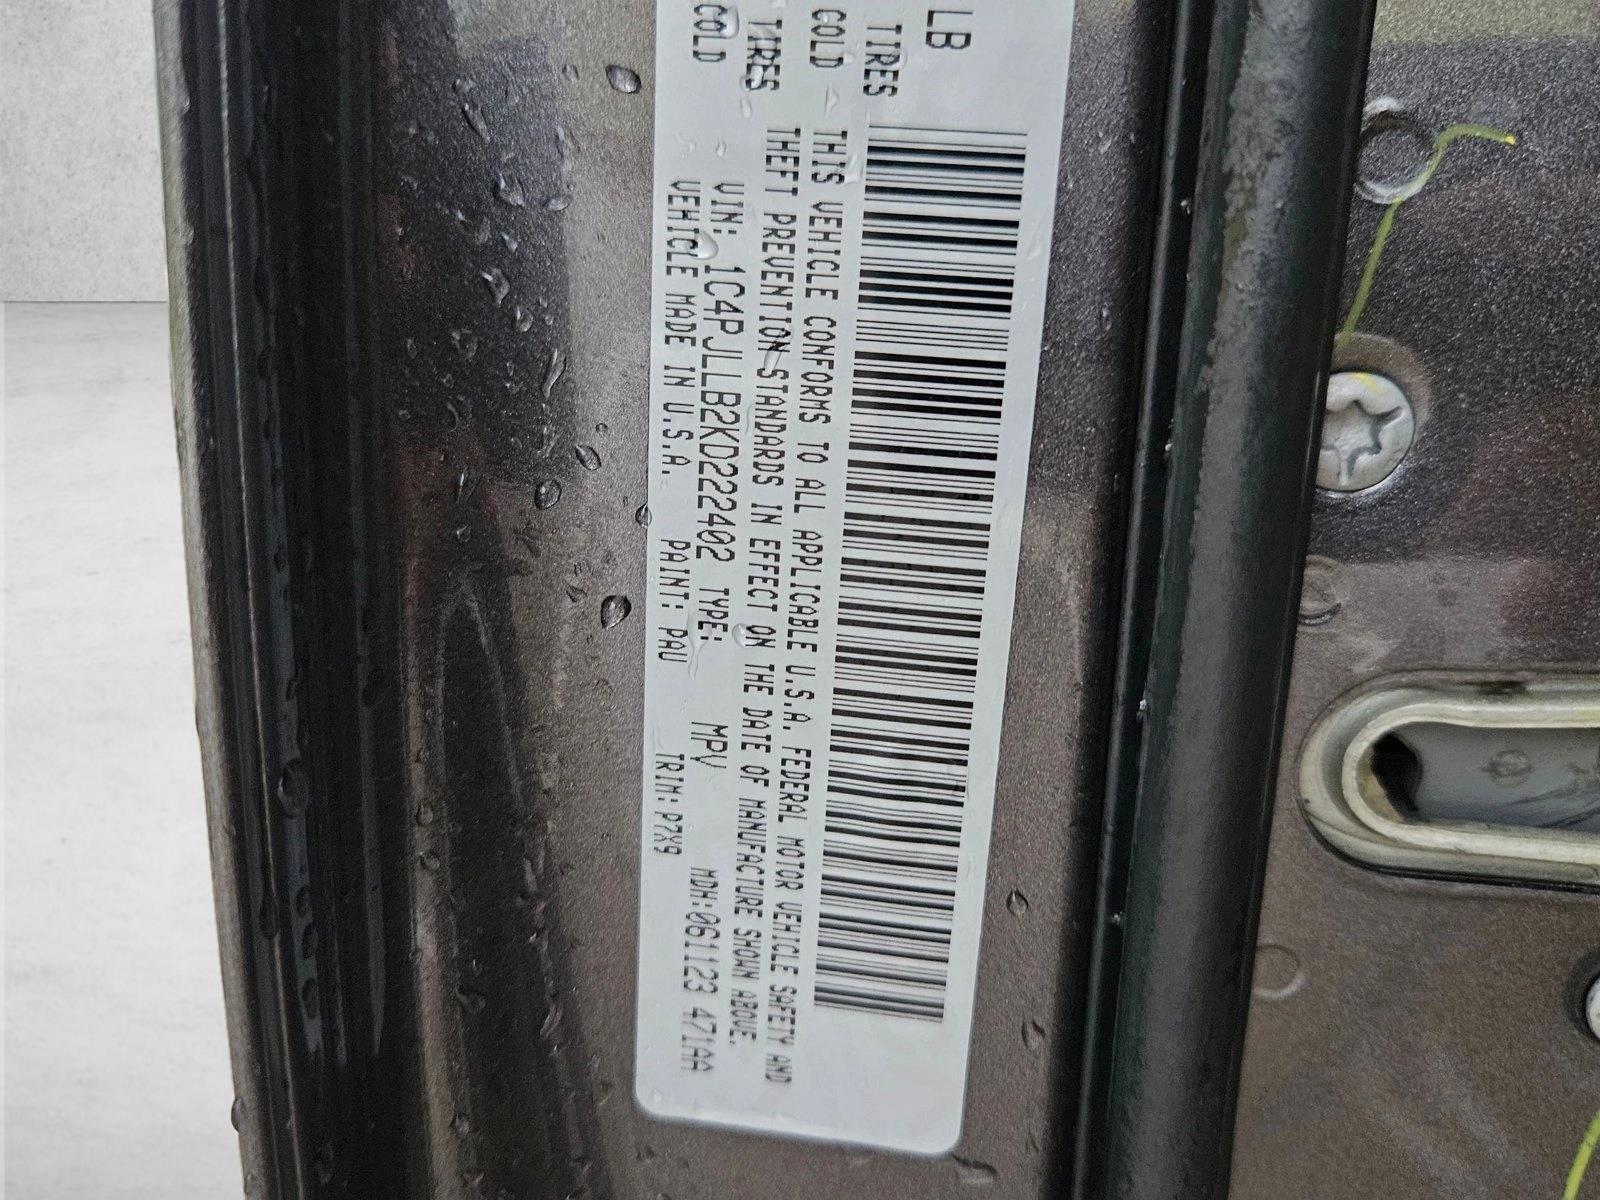 LB
TIRES COLD
TIRES COLD
THIS VEHICLE CONFORMS TO ALL APPLICABLE U.S.A. FEDERAL MOTOR VEHICLE SAFETY AND
THEFT PREVENTION STANDARDS IN EFFECT ON THE DATE OF MANUFACTURE SHOWN ABOVE.
VIN: 1C4PJLLB2KD222402 TYPE: MPV MDH:061123 471AA
VEHICLE MADE IN U.S.A. PAINT: PAU TRIM: P7X9